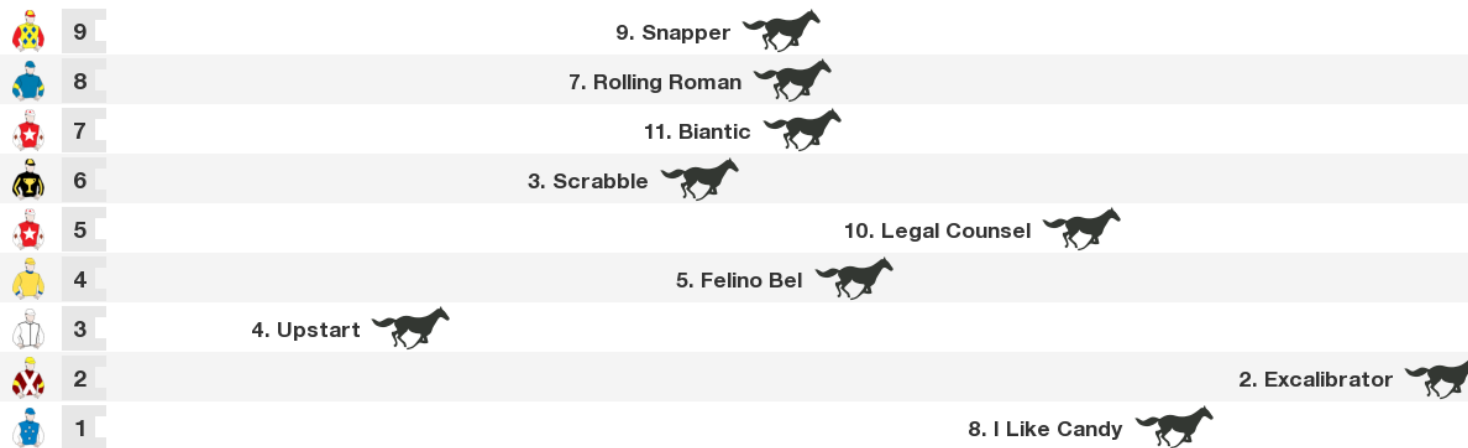 9 9. Snapper
8 7. Rolling Roman
7 11. Biantic
6 3. Scrabble
5 10. Legal Counsel
4 5. Felino Bel
3 4. Upstart
2 2. Excalibrator
1 8. I Like Candy